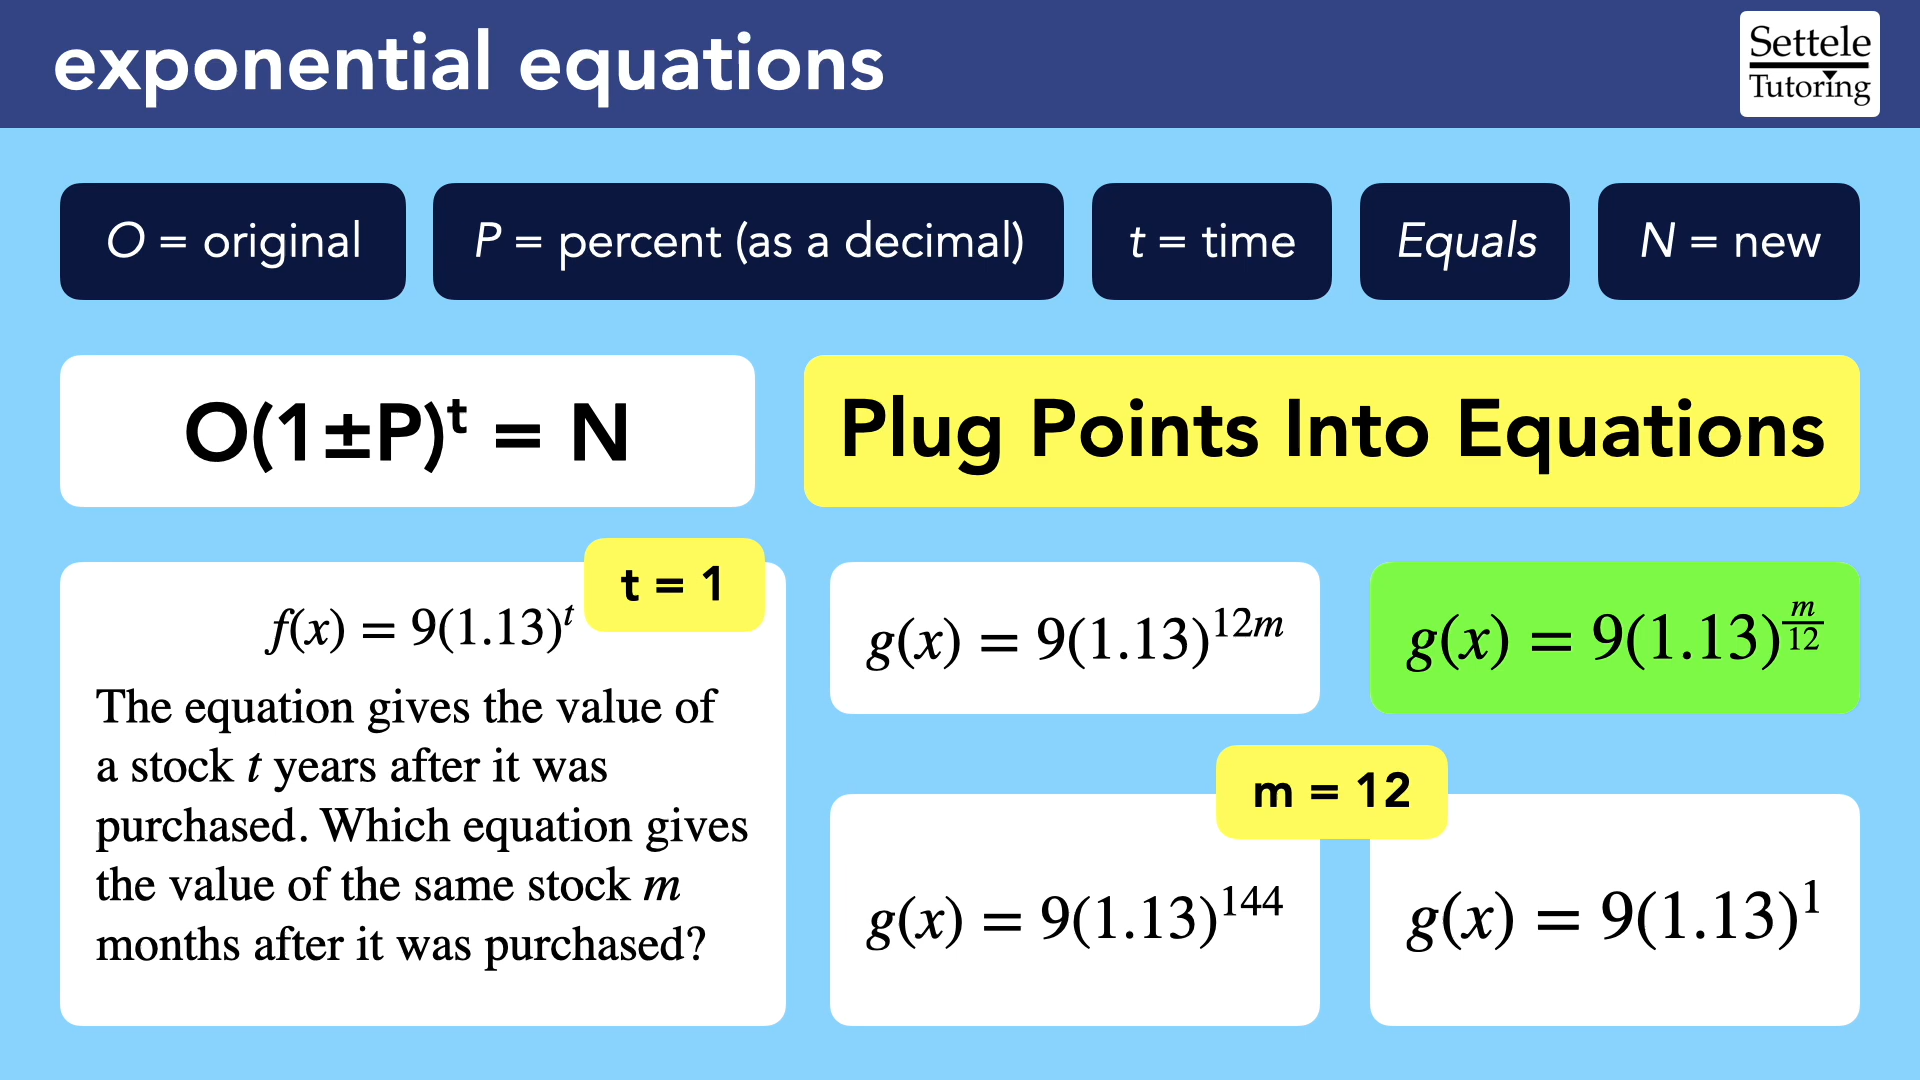 exponential equations
Settele
Tutoring
O = original
P = percent (as a decimal)
t = time
Equals
N = new
O(1±P)^t = N
Plug Points Into Equations
t = 1
f(x) = 9(1.13)^t
The equation gives the value of
a stock t years after it was
purchased. Which equation gives
the value of the same stock m
months after it was purchased?
g(x) = 9(1.13)^{12m}
g(x) = 9(1.13)^{\frac{m}{12}}
m = 12
g(x) = 9(1.13)^{144}
g(x) = 9(1.13)^1